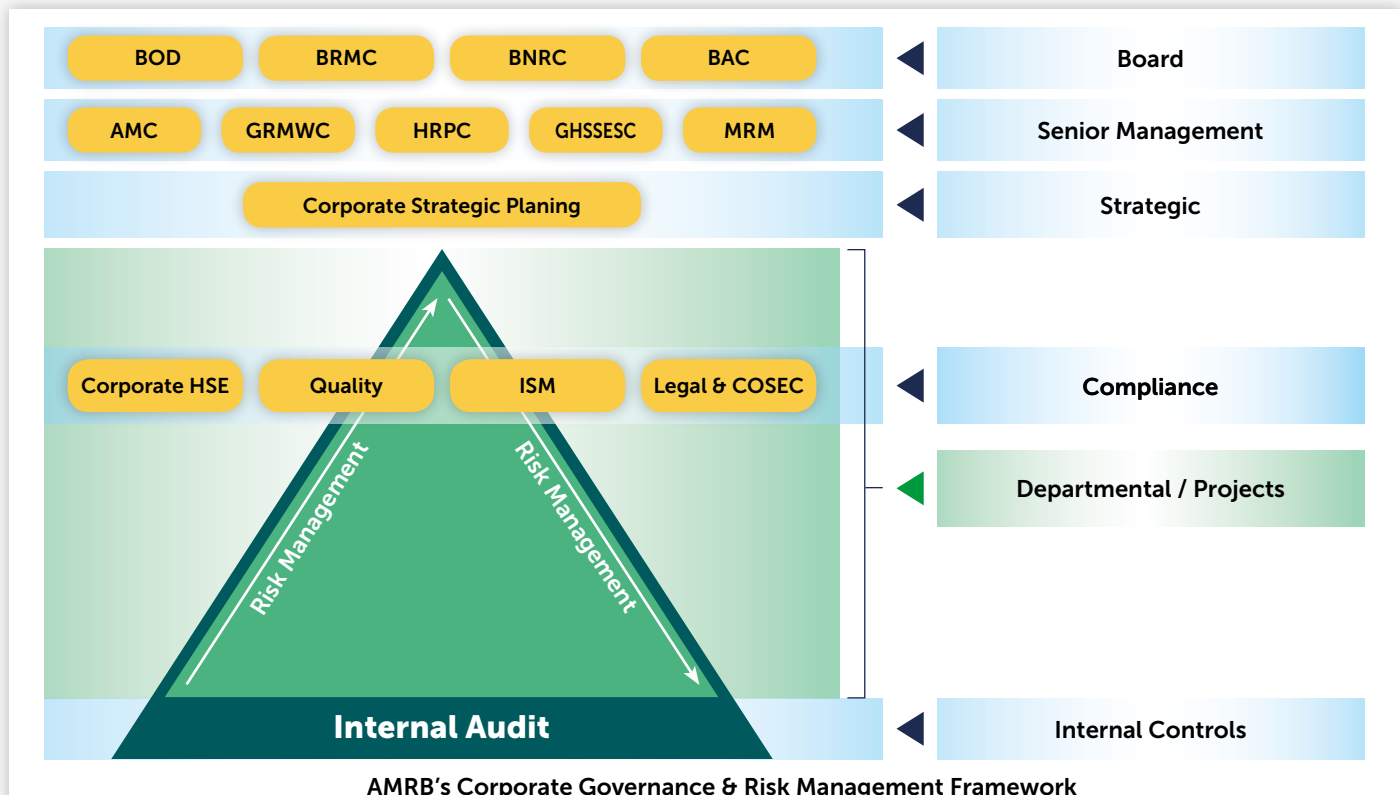 BOD BRMC BNRC BAC Board
AMC GRMWC HRPC GHSSESC MRM Senior Management
Corporate Strategic Planing Strategic
Corporate HSE Quality ISM Legal & COSEC Compliance
Risk Management Risk Management
Departmental / Projects
Internal Audit Internal Controls
AMRB's Corporate Governance & Risk Management Framework